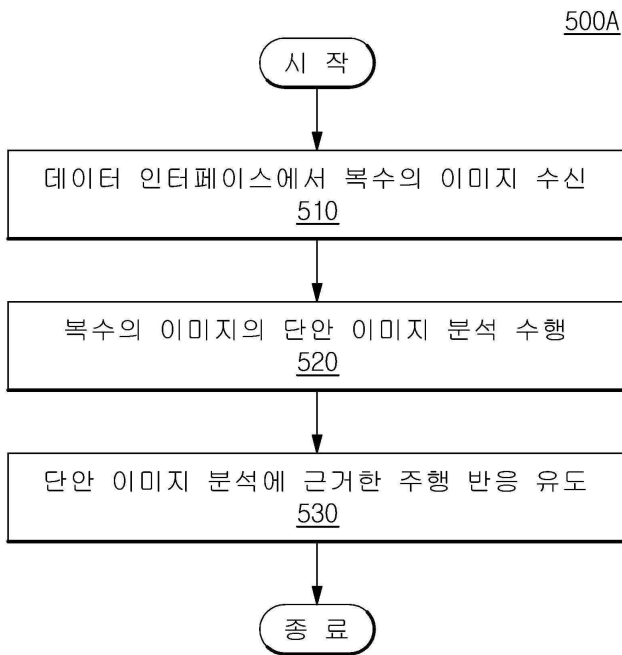 500A
시 작
데이터 인터페이스에서 복수의 이미지 수신
510
복수의 이미지의 단안 이미지 분석 수행
520
단안 이미지 분석에 근거한 주행 반응 유도
530
종 료